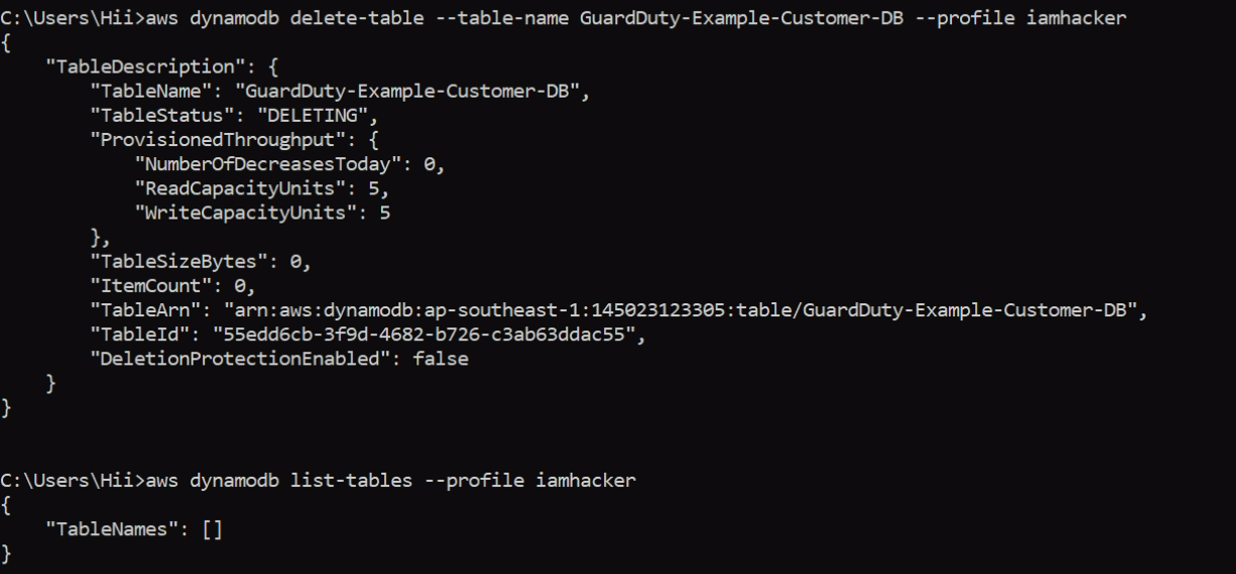 C:\Users\Hii>aws dynamodb delete-table --table-name GuardDuty-Example-Customer-DB --profile iamhacker
{
    "TableDescription": {
        "TableName": "GuardDuty-Example-Customer-DB",
        "TableStatus": "DELETING",
        "ProvisionedThroughput": {
            "NumberOfDecreasesToday": 0,
            "ReadCapacityUnits": 5,
            "WriteCapacityUnits": 5
        },
        "TableSizeBytes": 0,
        "ItemCount": 0,
        "TableArn": "arn:aws:dynamodb:ap-southeast-1:145023123305:table/GuardDuty-Example-Customer-DB",
        "TableId": "55edd6cb-3f9d-4682-b726-c3ab63ddac55",
        "DeletionProtectionEnabled": false
    }
}
C:\Users\Hii>aws dynamodb list-tables --profile iamhacker
{
    "TableNames": []
}